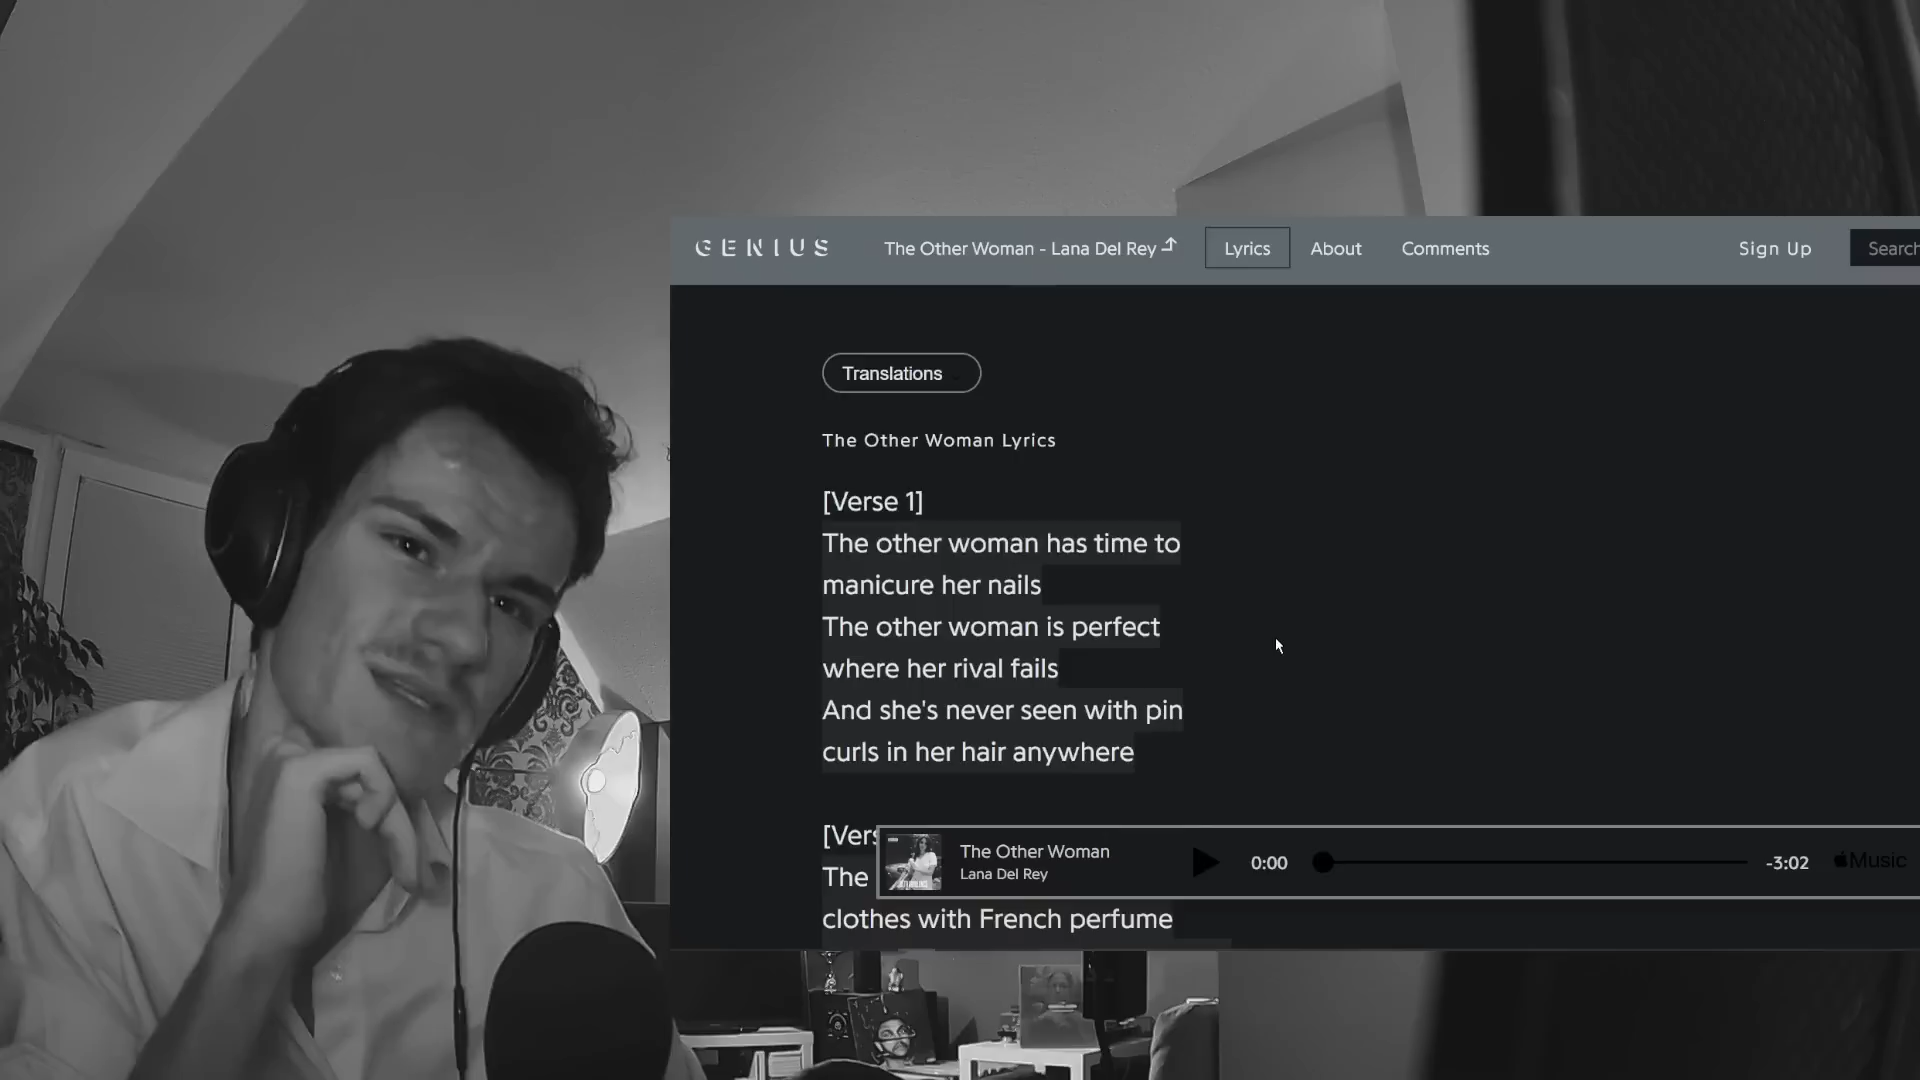 GENIUS
The Other Woman - Lana Del Rey
Lyrics
About
Comments
Sign Up
Search
Translations
The Other Woman Lyrics
[Verse 1]
The other woman has time to
manicure her nails
The other woman is perfect
where her rival fails
And she's never seen with pin
curls in her hair anywhere
[Vers
The
clothes with French perfume
The Other Woman
Lana Del Rey
0:00
-3:02
Music